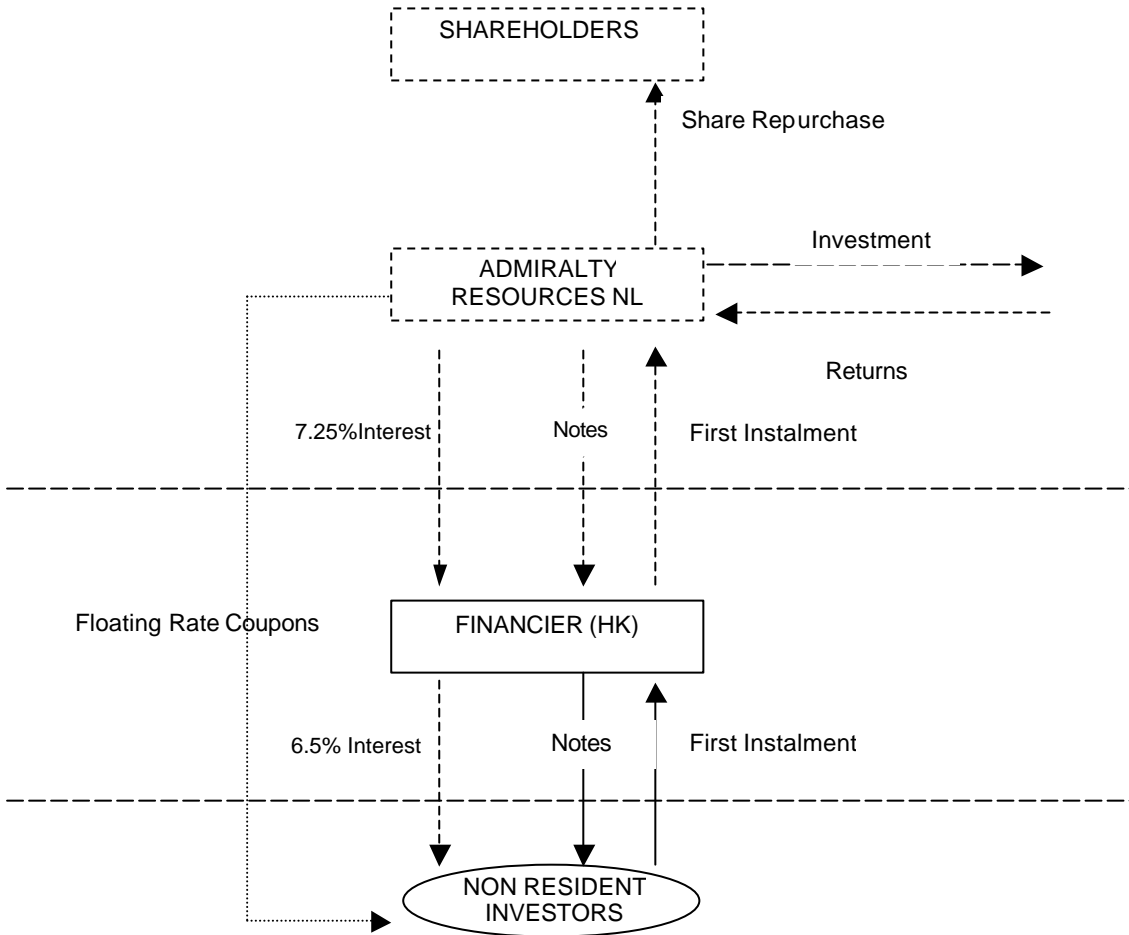 SHAREHOLDERS
Share Repurchase
Investment
ADMIRALTY
RESOURCES NL
Returns
7.25%Interest
Notes
First Instalment
Floating Rate Coupons
FINANCIER (HK)
6.5% Interest
Notes
First Instalment
NON RESIDENT
INVESTORS